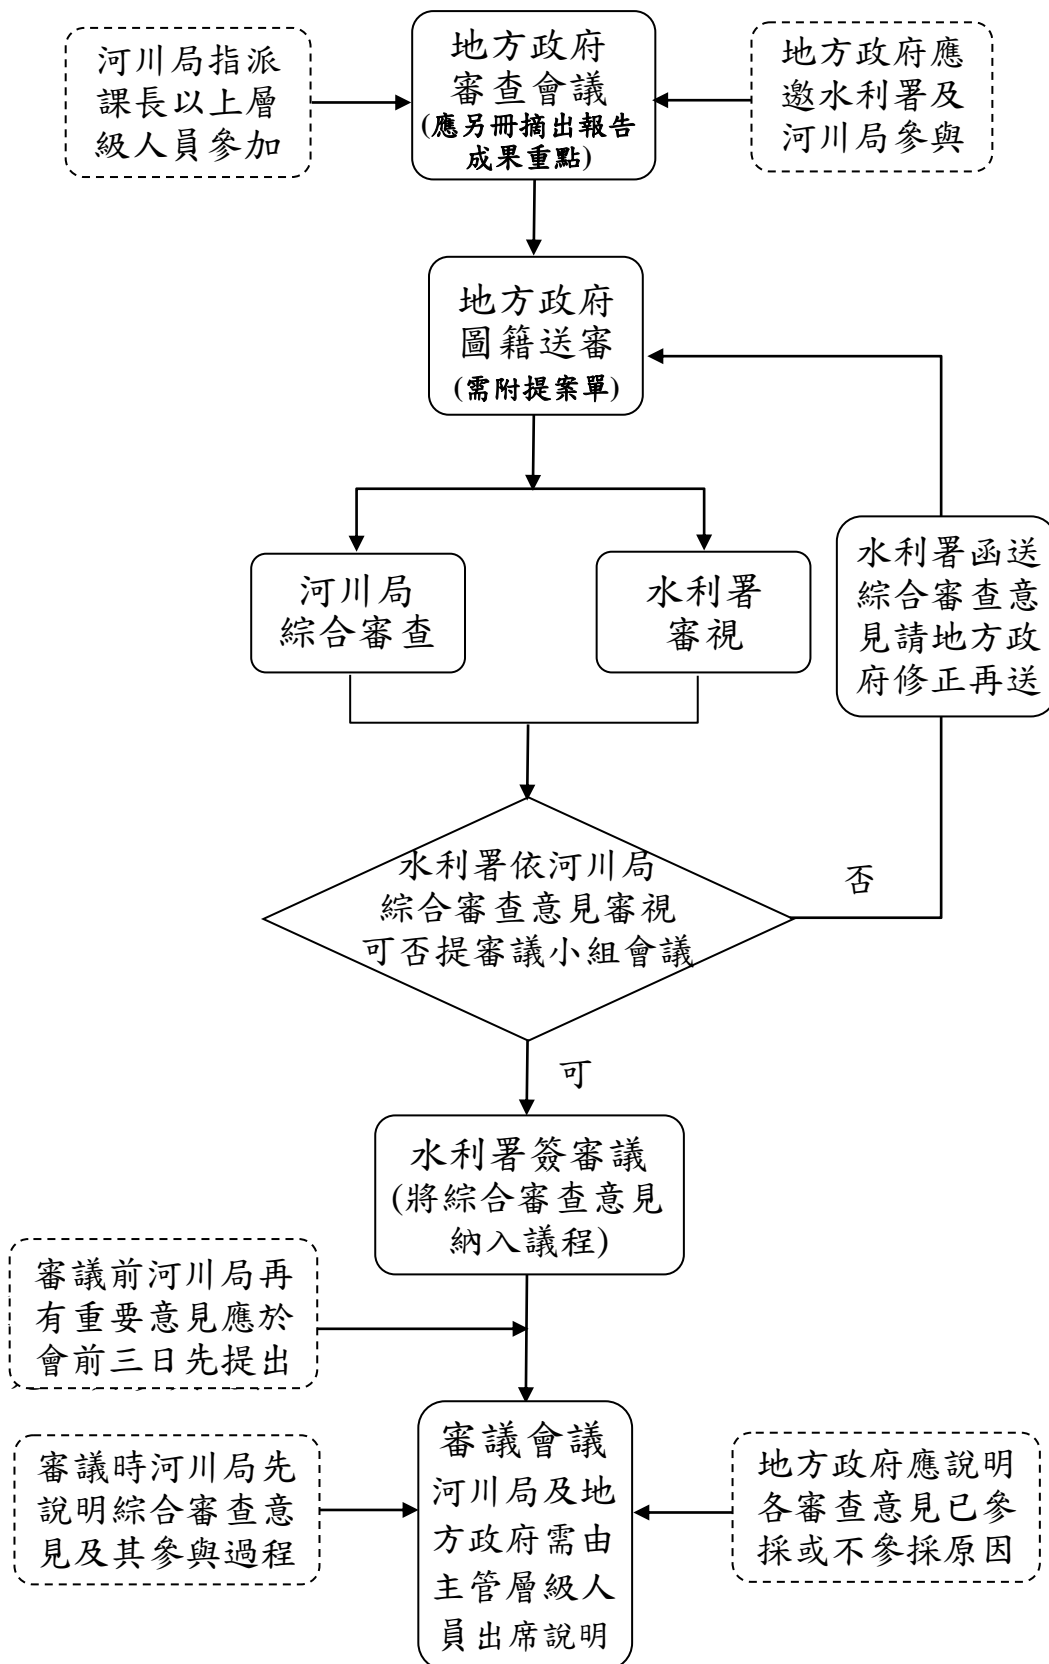 河川局指派
課長以上層
級人員參加
地方政府
審查會議
(應另冊摘出報告
成果重點)
地方政府應
邀水利署及
河川局參與
地方政府
圖籍送審
(需附提案單)
河川局
綜合審查
水利署
審視
水利署函送
綜合審查意
見請地方政
府修正再送
水利署依河川局
綜合審查意見審視
可否提審議小組會議
否
可
水利署簽審議
(將綜合審查意見
納入議程)
審議前河川局再
有重要意見應於
會前三日先提出
審議時河川局先
說明綜合審查意
見及其參與過程
審議會議
河川局及地
方政府需由
主管層級人
員出席說明
地方政府應說明
各審查意見已參
採或不參採原因